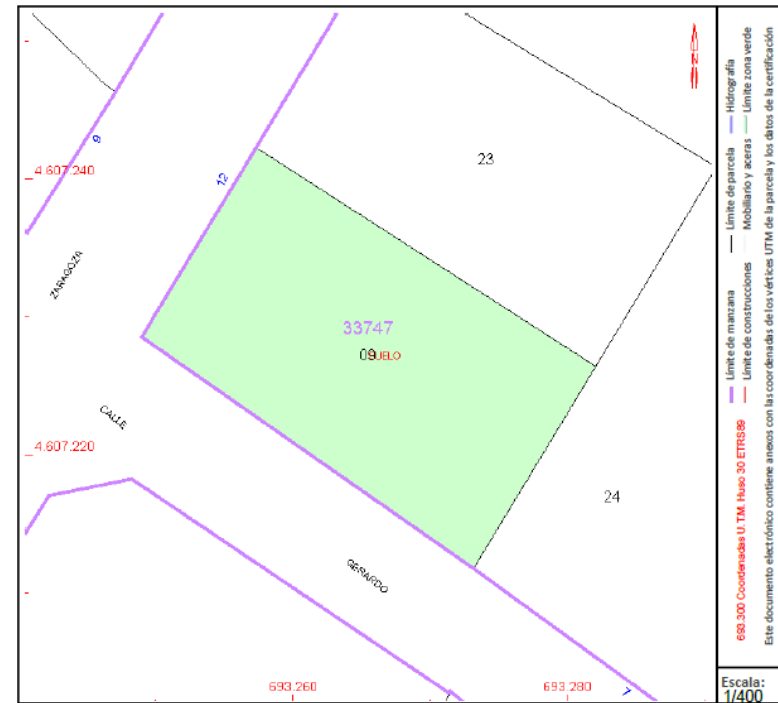 23
9
4.607.240
12
ZARAGOZA
33747
09
CALLE
4.607.220
24
GERARDO
693.260
693.280
7
693.300 Coordenadas U.T.M. Huso 30 ETRS89
Límite de manzana
Límite de parcela
Hidrografía
Límite de construcciones
Mobiliario y aceras
Límite zona verde
Este documento electrónico contiene anexos con las coordenadas de los vértices UTM de la parcela y los datos de la certificación
Escala:
1/400